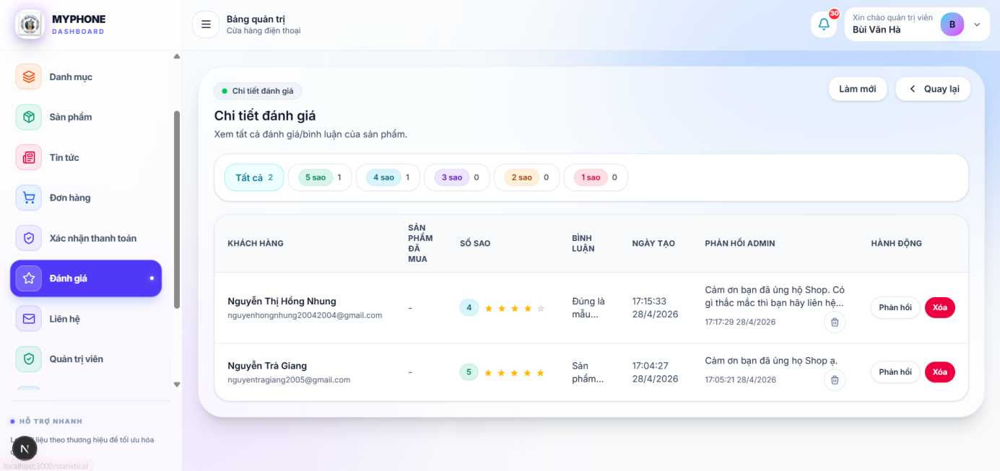 MYPHONE
DASHBOARD
Bảng quản trị
Cửa hàng điện thoại
30
Xin chào quản trị viên
Bùi Văn Hà
B
Danh mục
Sản phẩm
Tin tức
Đơn hàng
Xác nhận thanh toán
Đánh giá
Liên hệ
Quản trị viên
HỖ TRỢ NHANH
liệu theo thương hiệu để tối ưu hóa
N
localhost:3000/statistical
Chi tiết đánh giá
Làm mới
Quay lại
Chi tiết đánh giá
Xem tất cả đánh giá/bình luận của sản phẩm.
Tất cả 2
5 sao 1
4 sao 1
3 sao 0
2 sao 0
1 sao 0
KHÁCH HÀNG
SẢN
PHẨM
ĐÃ
MUA
SỐ SAO
BÌNH
LUẬN
NGÀY TẠO
PHẢN HỒI ADMIN
HÀNH ĐỘNG
Nguyễn Thị Hồng Nhung
nguyenhongnhung20042004@gmail.com
-
4
Đúng là
mẫu...
17:15:33
28/4/2026
Cảm ơn bạn đã ủng hộ Shop. Có
gì thắc mắc thì bạn hãy liên hệ...
17:17:29 28/4/2026
Phản hồi
Xóa
Nguyễn Trà Giang
nguyentragiang2005@gmail.com
-
5
Sản
phẩm...
17:04:27
28/4/2026
Cảm ơn bạn đã ủng họ Shop ạ.
17:05:21 28/4/2026
Phản hồi
Xóa